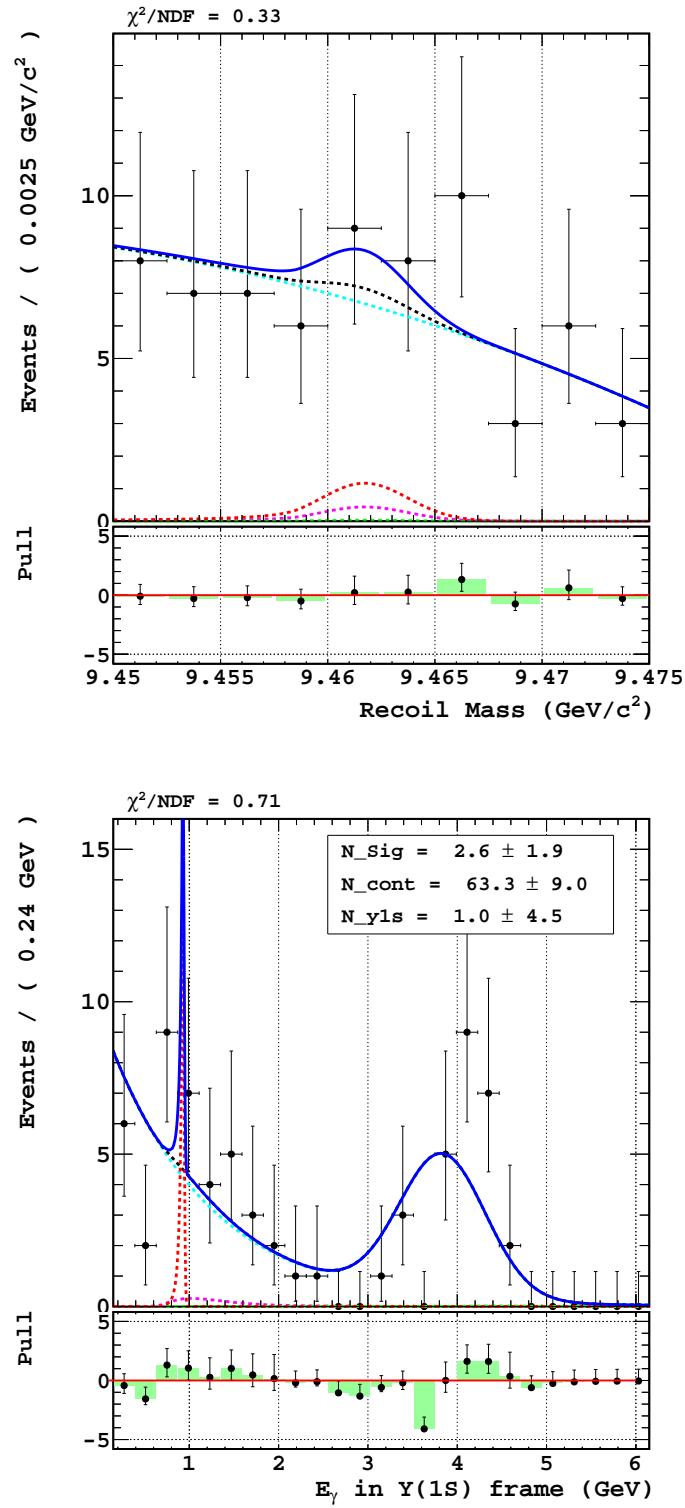 χ²/NDF = 0.33
Events / ( 0.0025 GeV/c² )
10
5
0
Pull
5
0
−5
9.45 9.455 9.46 9.465 9.47 9.475
Recoil Mass (GeV/c²)
χ²/NDF = 0.71
Events / ( 0.24 GeV )
15
10
5
0
N_Sig = 2.6 ± 1.9
N_cont = 63.3 ± 9.0
N_y1s = 1.0 ± 4.5
Pull
5
0
−5
1 2 3 4 5 6
E_γ in Y(1S) frame (GeV)